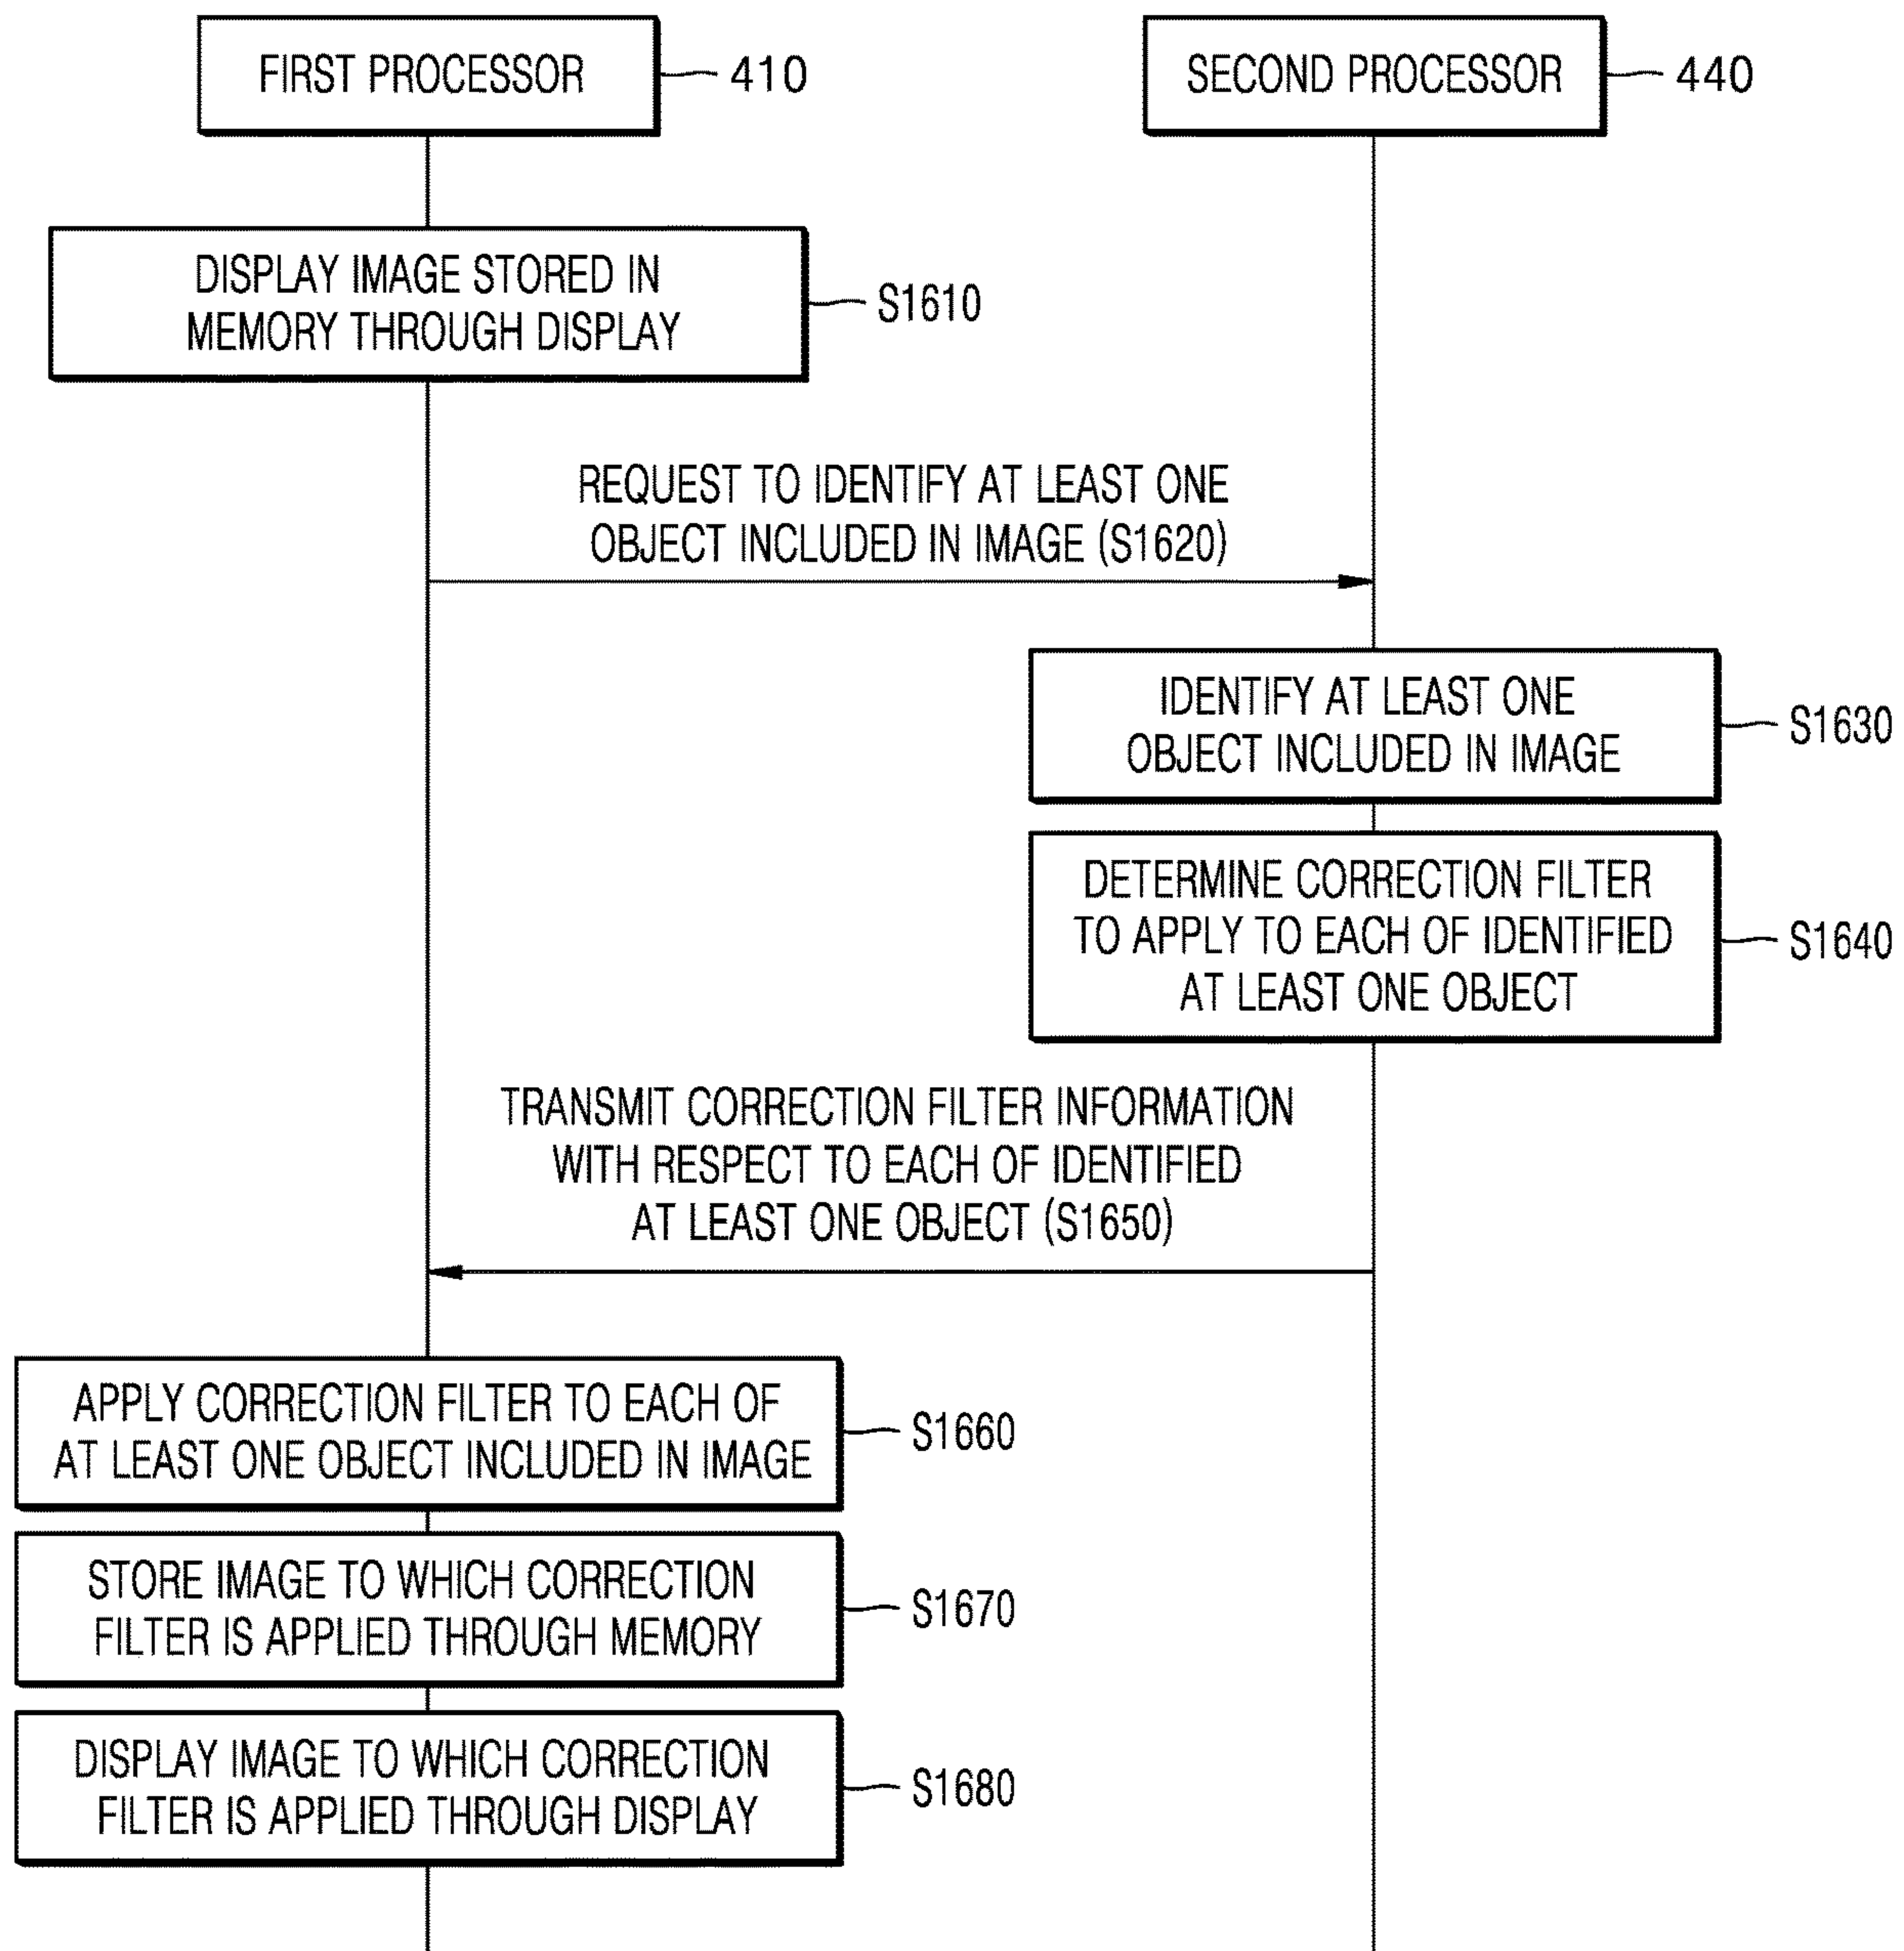 FIRST PROCESSOR
410
SECOND PROCESSOR
440
DISPLAY IMAGE STORED IN
MEMORY THROUGH DISPLAY
S1610
REQUEST TO IDENTIFY AT LEAST ONE
OBJECT INCLUDED IN IMAGE (S1620)
IDENTIFY AT LEAST ONE
OBJECT INCLUDED IN IMAGE
S1630
DETERMINE CORRECTION FILTER
TO APPLY TO EACH OF IDENTIFIED
AT LEAST ONE OBJECT
S1640
TRANSMIT CORRECTION FILTER INFORMATION
WITH RESPECT TO EACH OF IDENTIFIED
AT LEAST ONE OBJECT (S1650)
APPLY CORRECTION FILTER TO EACH OF
AT LEAST ONE OBJECT INCLUDED IN IMAGE
S1660
STORE IMAGE TO WHICH CORRECTION
FILTER IS APPLIED THROUGH MEMORY
S1670
DISPLAY IMAGE TO WHICH CORRECTION
FILTER IS APPLIED THROUGH DISPLAY
S1680